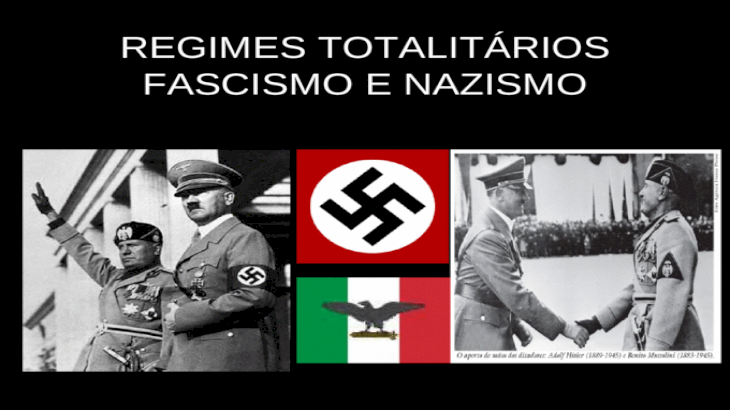 REGIMES TOTALITÁRIOS
FASCISMO E NAZISMO
O aperto de mãos dos ditadores: Adolf Hitler (1889-1945) e Benito Mussolini (1883-1945).